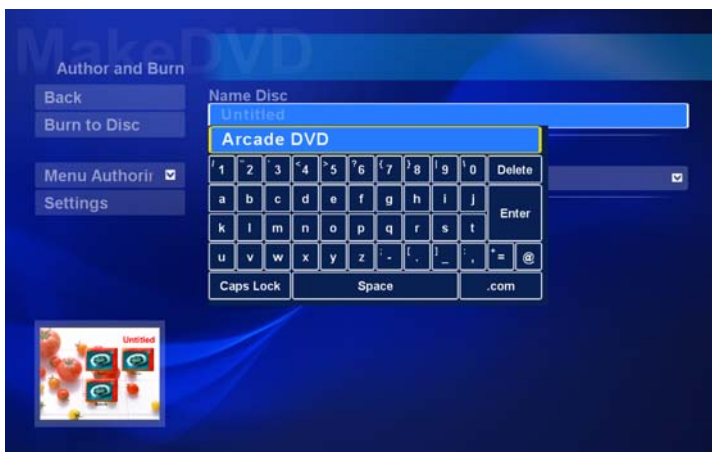 MakeDVD
Author and Burn
Back
Burn to Disc
Menu Authorir
Settings
Name Disc
Untitled
Arcade DVD
1 2 3 4 5 6 7 8 9 0 Delete
a b c d e f g h i j
Enter
k l m n o p q r s t
u v w x y z - . _ , = @
Caps Lock Space .com
Untitled